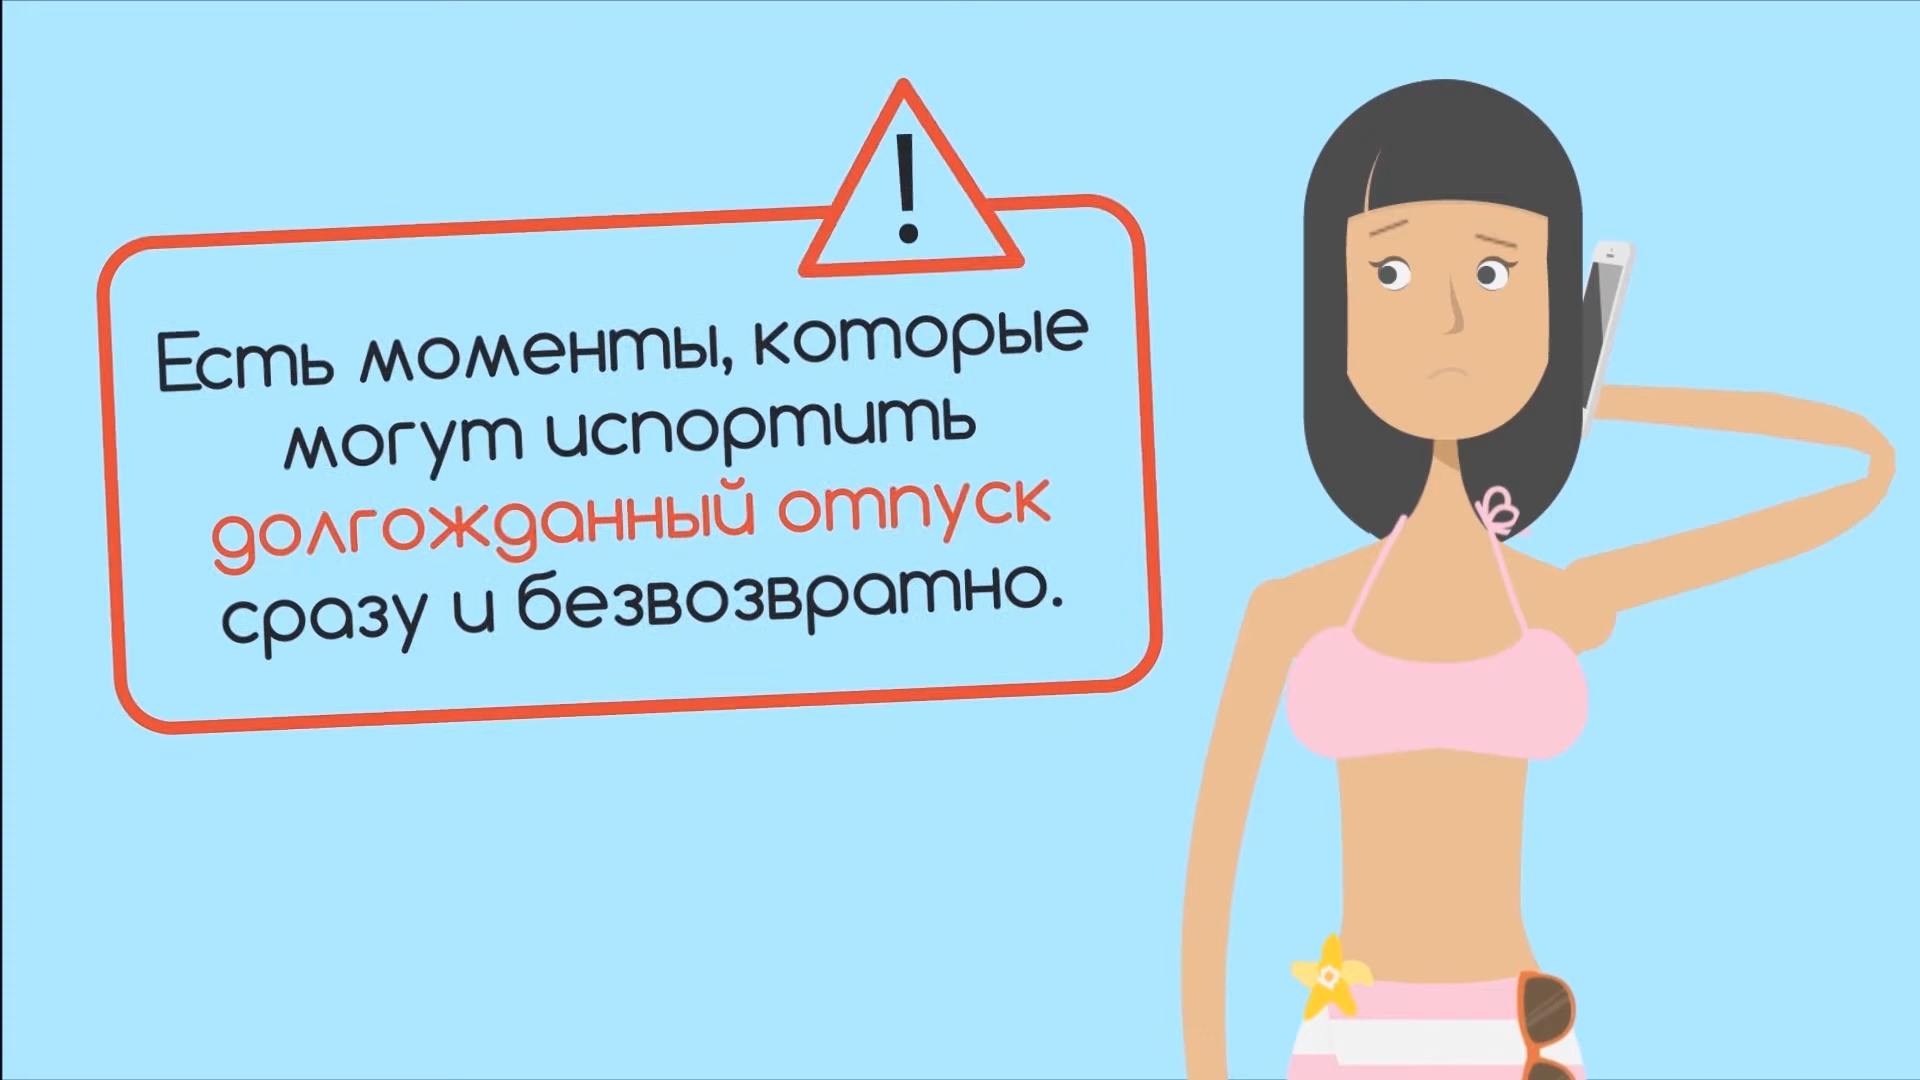 !
Есть моменты, которые
могут испортить
долгожданный отпуск
сразу и безвозвратно.